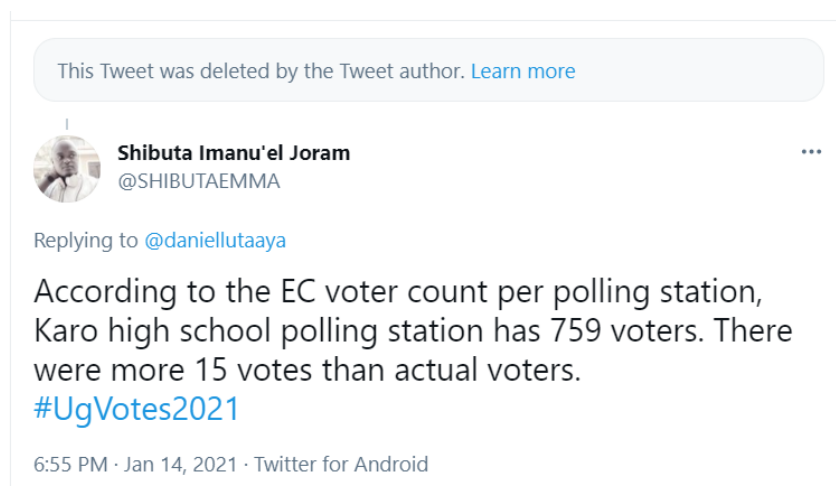 This Tweet was deleted by the Tweet author. Learn more
Shibuta Imanu'el Joram
@SHIBUTAEMMA
Replying to @daniellutaaya
According to the EC voter count per polling station,
Karo high school polling station has 759 voters. There
were more 15 votes than actual voters.
#UgVotes2021
6:55 PM · Jan 14, 2021 · Twitter for Android